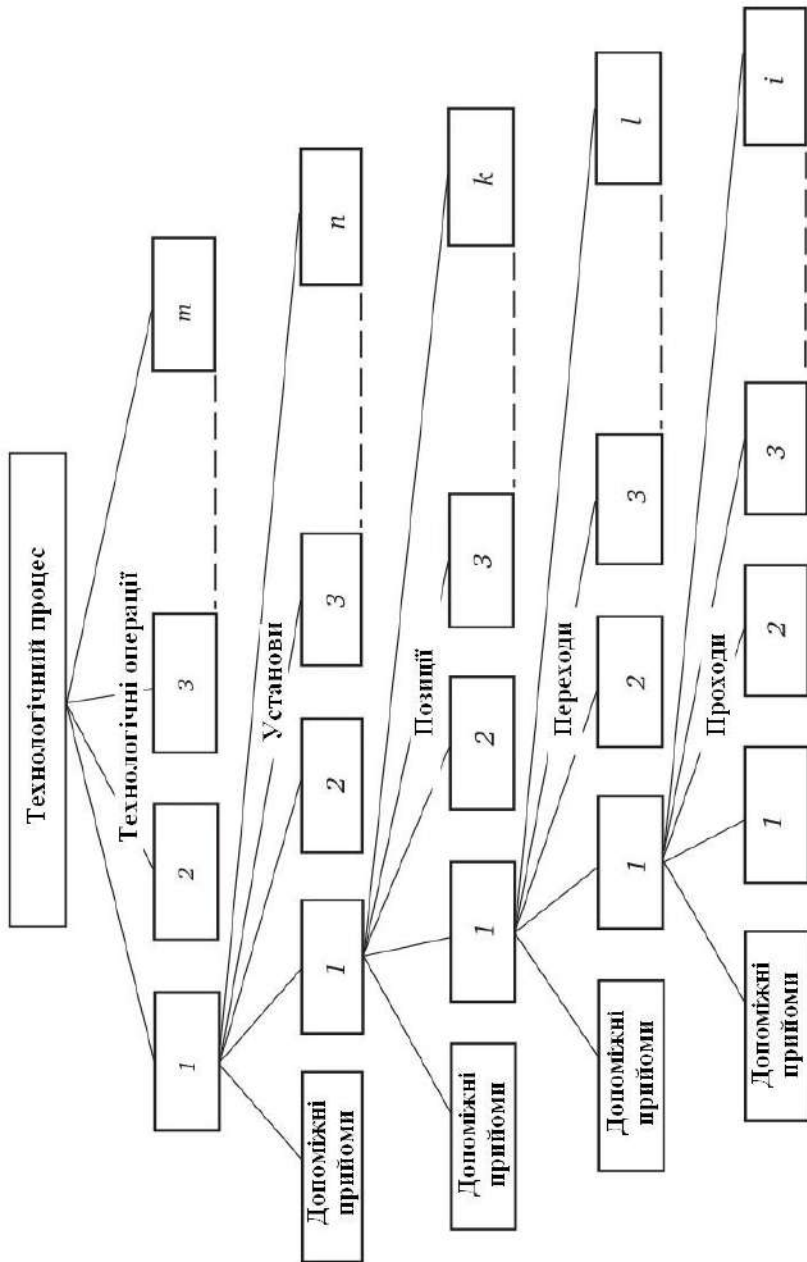 Технологічний процес
Технологічні операції
1
2
3
m
Установи
Допоміжні
прийоми
1
2
3
n
Позиції
Допоміжні
прийоми
1
2
3
k
Переходи
Допоміжні
прийоми
1
2
3
l
Проходи
Допоміжні
прийоми
1
2
3
i